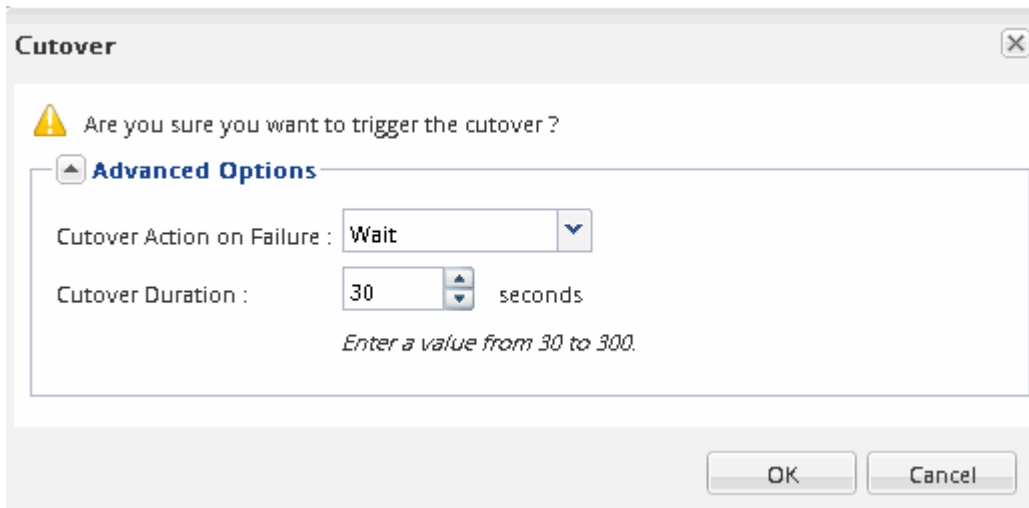 Cutover
Are you sure you want to trigger the cutover ?
Advanced Options
Cutover Action on Failure : Wait
Cutover Duration : 30 seconds
Enter a value from 30 to 300.
OK Cancel